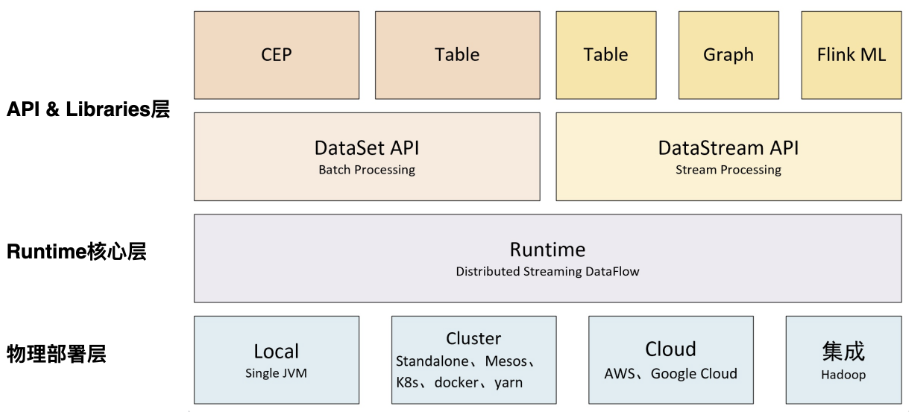 CEP
Table
Table
Graph
Flink ML
API & Libraries层
DataSet API
Batch Processing
DataStream API
Stream Processing
Runtime核心层
Runtime
Distributed Streaming DataFlow
物理部署层
Local
Single JVM
Cluster
Standalone、Mesos、
K8s、docker、yarn
Cloud
AWS、Google Cloud
集成
Hadoop